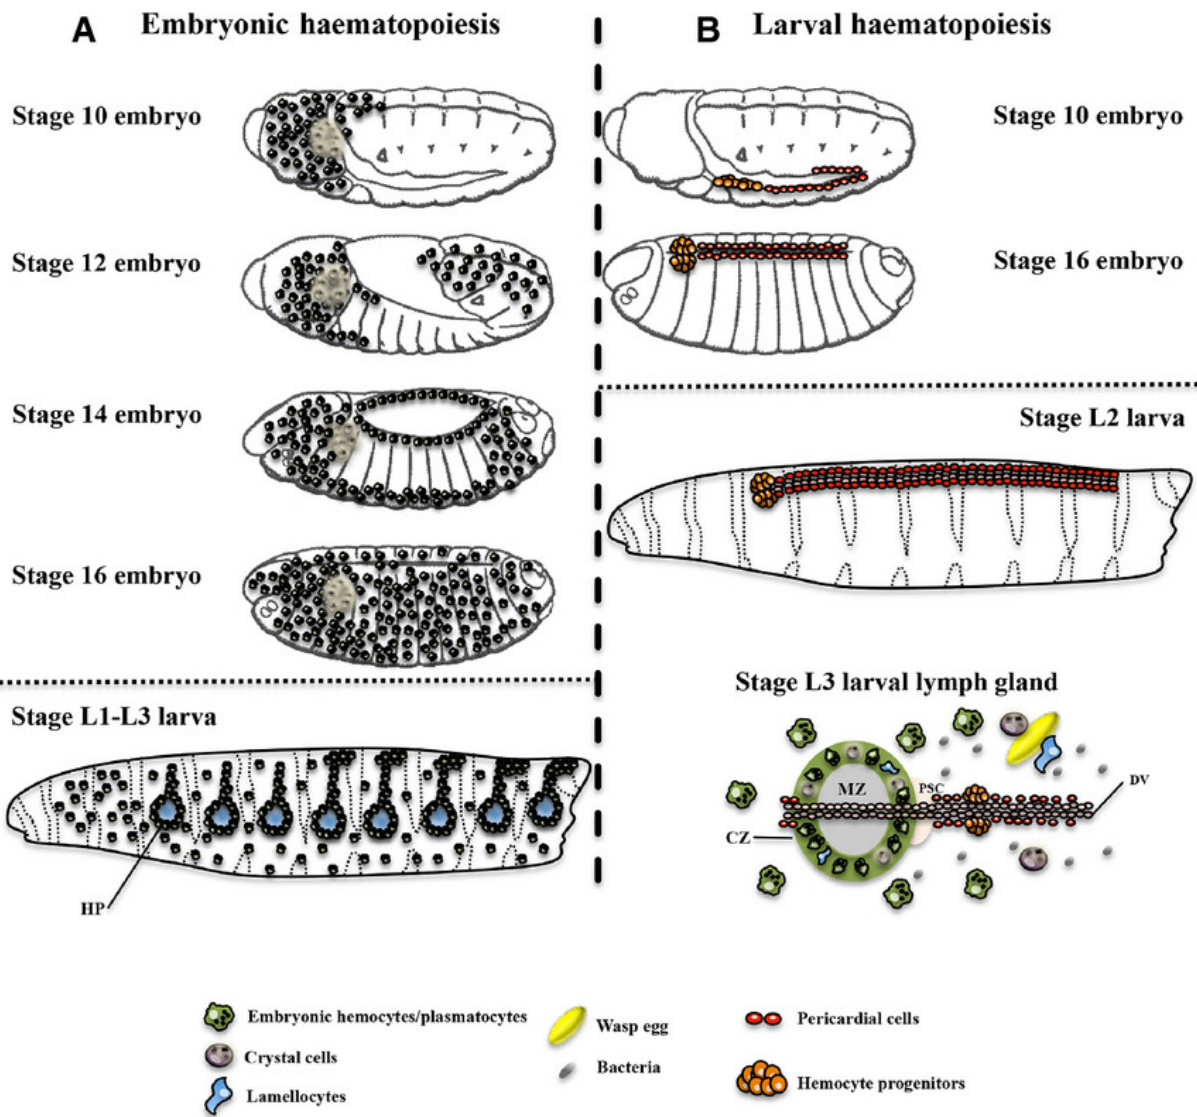 A Embryonic haematopoiesis
Stage 10 embryo
Stage 12 embryo
Stage 14 embryo
Stage 16 embryo
Stage L1-L3 larva
HP
B Larval haematopoiesis
Stage 10 embryo
Stage 16 embryo
Stage L2 larva
Stage L3 larval lymph gland
MZ
PSC
DV
CZ
Embryonic hemocytes/plasmatocytes
Crystal cells
Lamellocytes
Wasp egg
Bacteria
Pericardial cells
Hemocyte progenitors